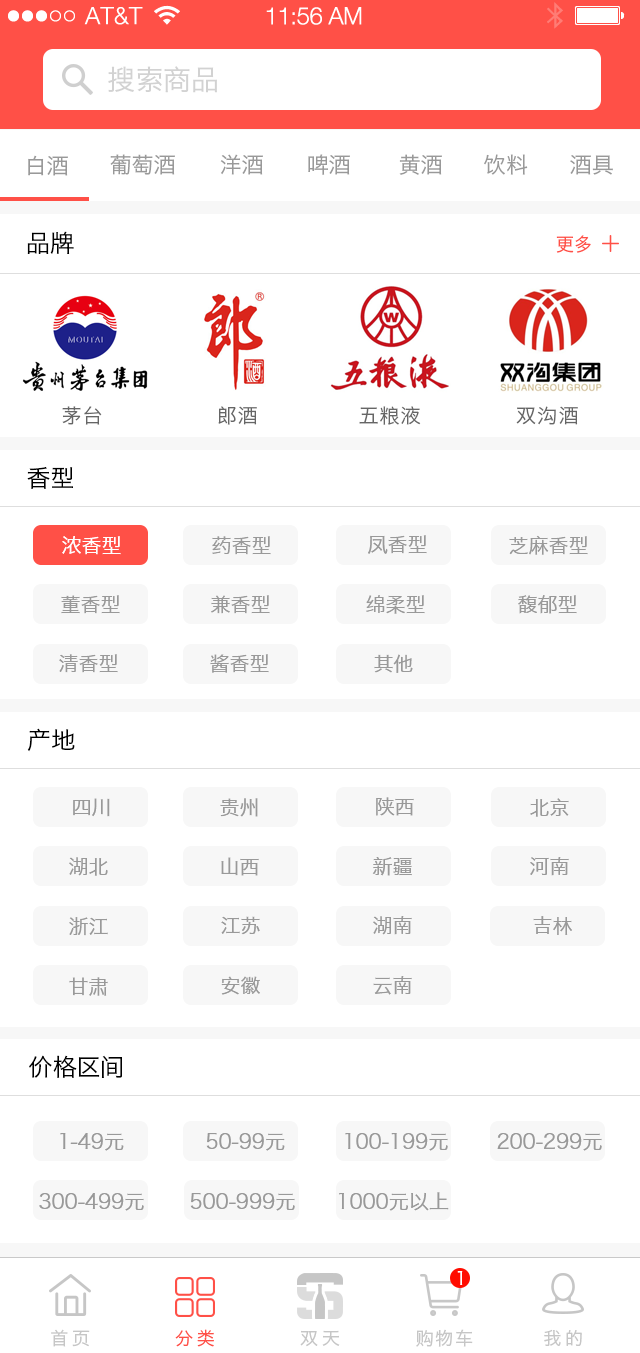 AT&T 11:56 AM
搜索商品
白酒 葡萄酒 洋酒 啤酒 黄酒 饮料 酒具
品牌 更多 +
MOUTAI
贵州茅台集团
郎酒®
W
五粮液
双沟集团
SHUANGGOU GROUP
茅台 郎酒 五粮液 双沟酒
香型
浓香型 药香型 凤香型 芝麻香型
董香型 兼香型 绵柔型 馥郁型
清香型 酱香型 其他
产地
四川 贵州 陕西 北京
湖北 山西 新疆 河南
浙江 江苏 湖南 吉林
甘肃 安徽 云南
价格区间
1-49元 50-99元 100-199元 200-299元
300-499元 500-999元 1000元以上
1
首页 分类 双天 购物车 我的